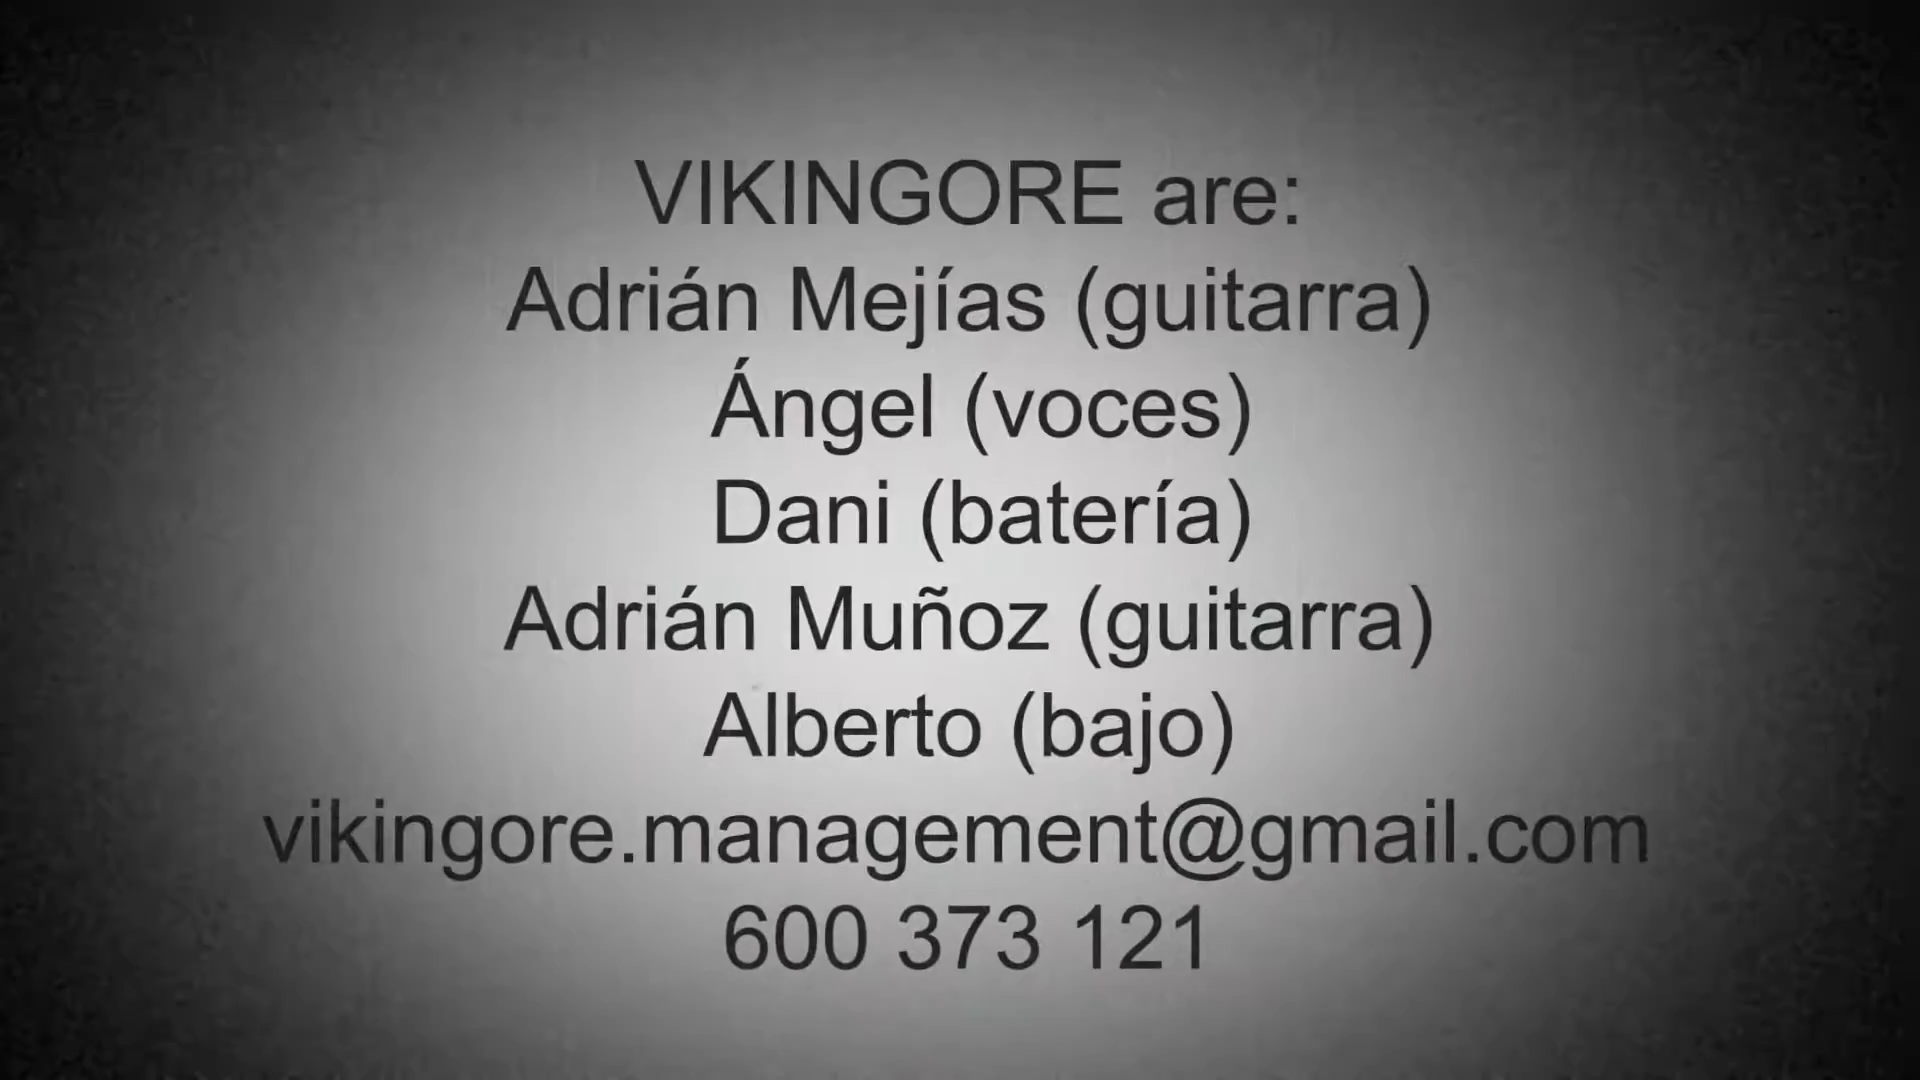 VIKINGORE are:
Adrián Mejías (guitarra)
Ángel (voces)
Dani (batería)
Adrián Muñoz (guitarra)
Alberto (bajo)
vikingore.management@gmail.com
600 373 121